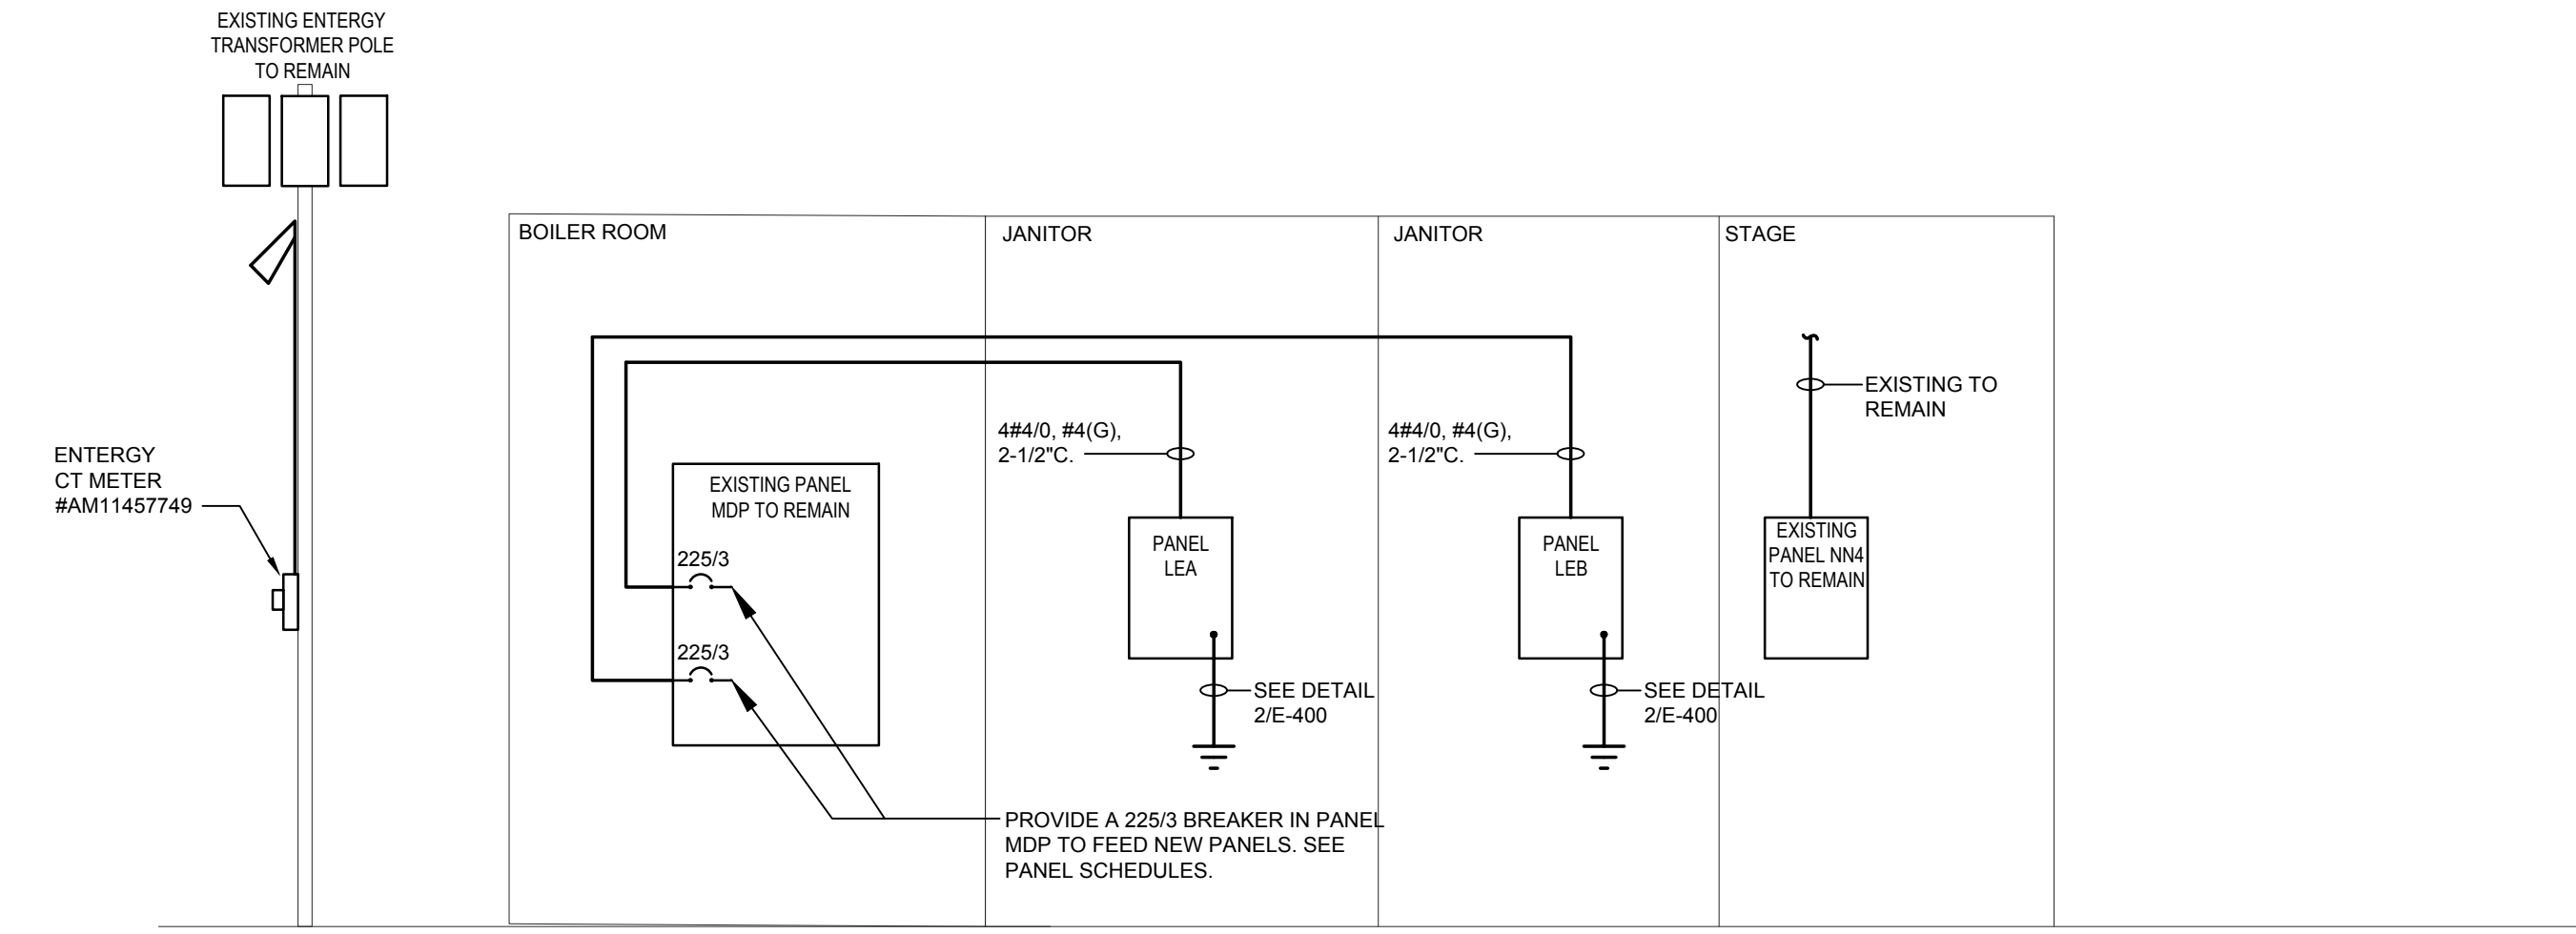 EXISTING ENTERGY
TRANSFORMER POLE
TO REMAIN
BOILER ROOM
JANITOR
JANITOR
STAGE
EXISTING TO
REMAIN
4#4/0, #4(G),
2-1/2"C.
4#4/0, #4(G),
2-1/2"C.
ENTERGY
CT METER
#AM11457749
EXISTING PANEL
MDP TO REMAIN
225/3
225/3
PANEL
LEA
PANEL
LEB
EXISTING
PANEL NN4
TO REMAIN
SEE DETAIL
2/E-400
SEE DETAIL
2/E-400
PROVIDE A 225/3 BREAKER IN PANEL
MDP TO FEED NEW PANELS. SEE
PANEL SCHEDULES.